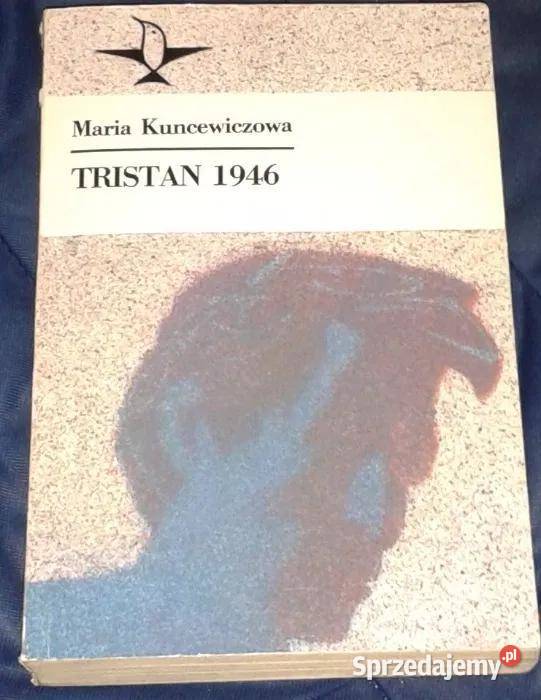 Maria Kuncewiczowa
TRISTAN 1946
Sprzedajemy.pl